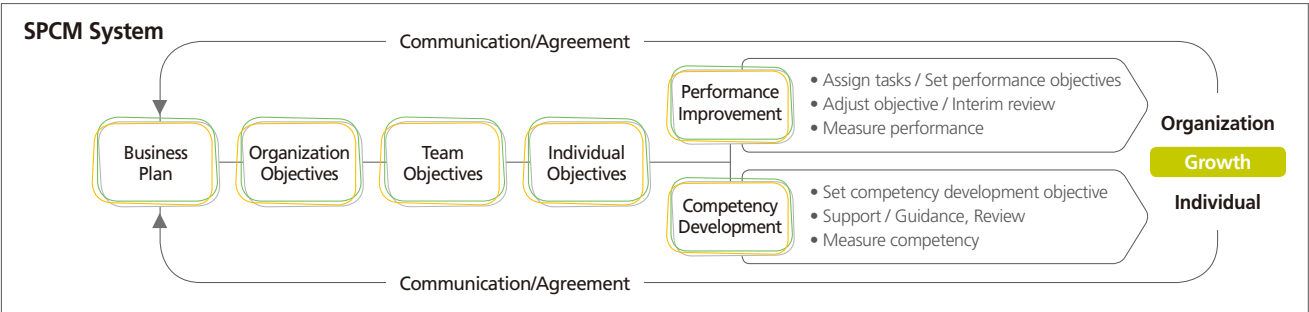 SPCM System
Communication/Agreement
Business
Plan
Organization
Objectives
Team
Objectives
Individual
Objectives
Performance
Improvement
• Assign tasks / Set performance objectives
• Adjust objective / Interim review
• Measure performance
Competency
Development
• Set competency development objective
• Support / Guidance, Review
• Measure competency
Organization
Growth
Individual
Communication/Agreement